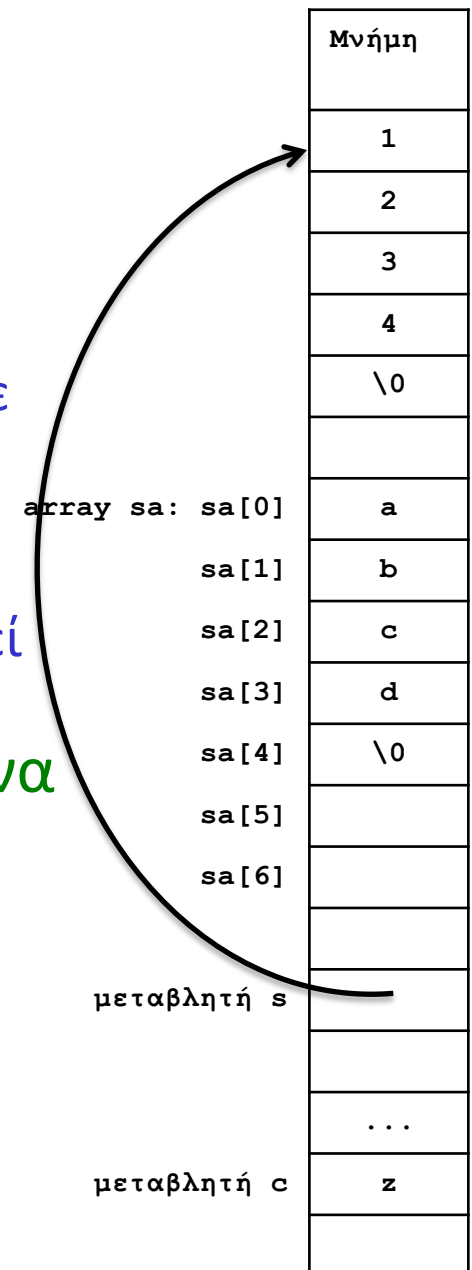 Μνήμη
1
2
3
4
\0
array sa: sa[0] a
sa[1] b
sa[2] c
sa[3] d
sa[4] \0
sa[5]
sa[6]
μεταβλητή s
...
μεταβλητή c z